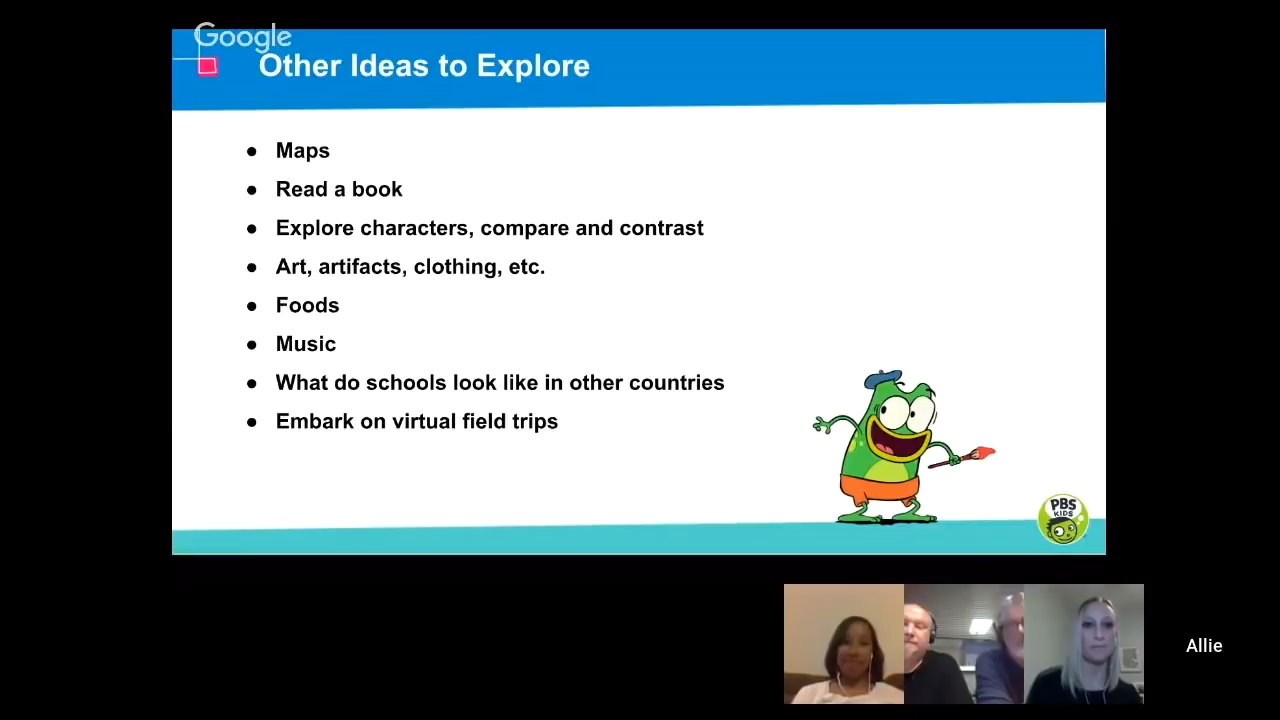 Google
Other Ideas to Explore
● Maps
● Read a book
● Explore characters, compare and contrast
● Art, artifacts, clothing, etc.
● Foods
● Music
● What do schools look like in other countries
● Embark on virtual field trips
PBS
KIDS
Allie